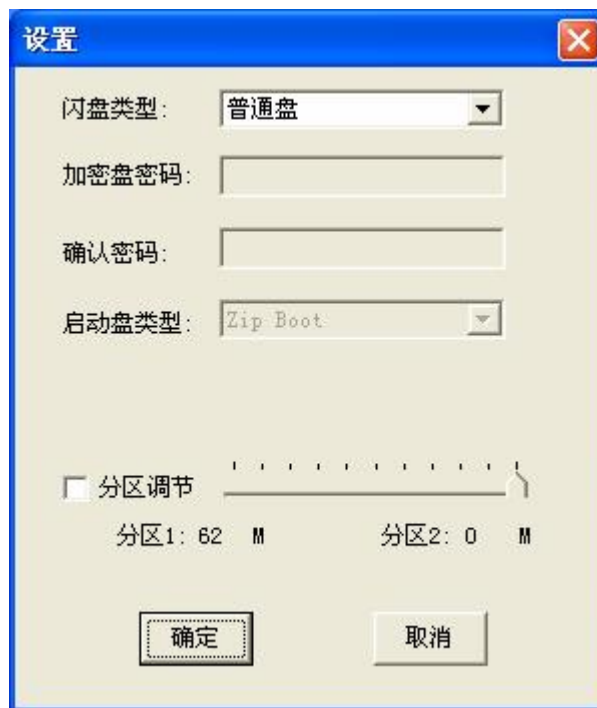 设置
闪盘类型: 普通盘
加密盘密码:
确认密码:
启动盘类型: Zip Boot
分区调节
分区1: 62 M 分区2: 0 M
确定 取消